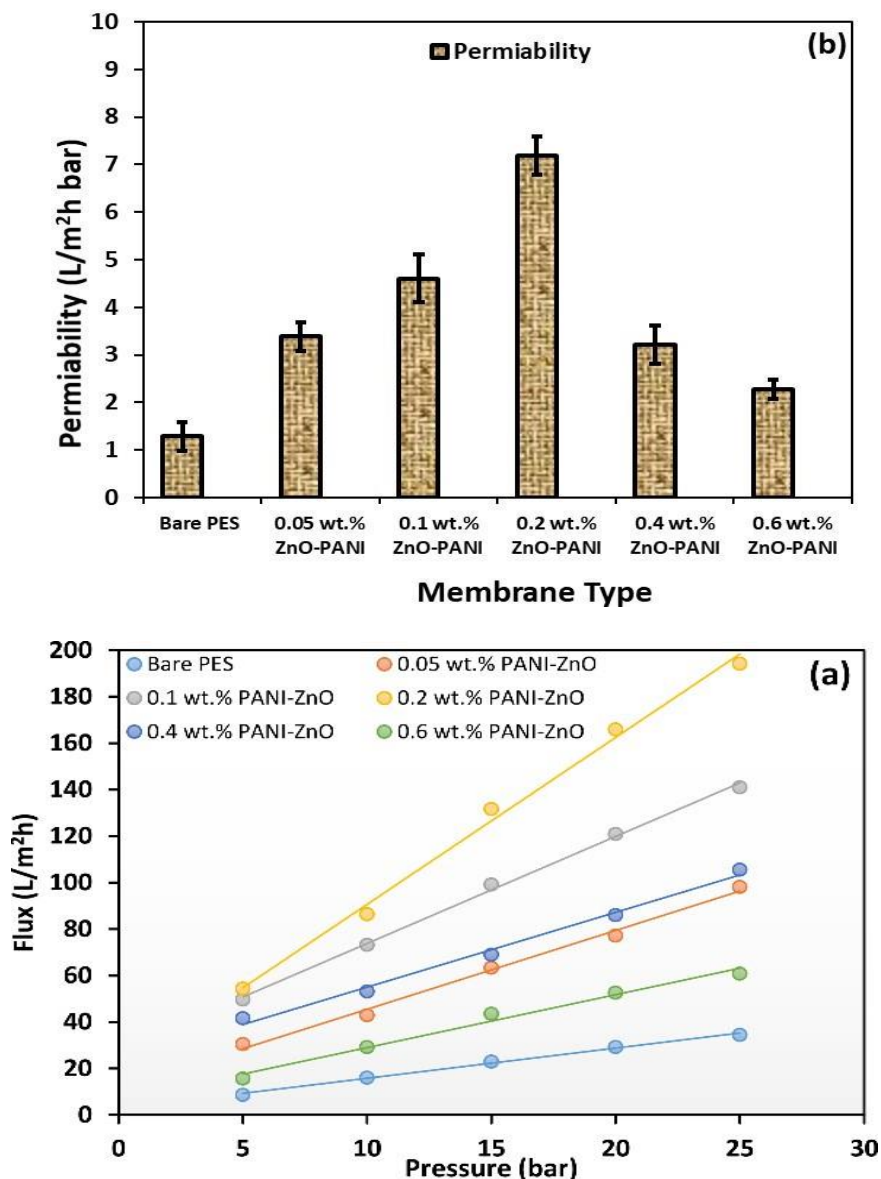 10
9
8
7
6
5
4
3
2
1
0
Permiability (L/m²h bar)
Permiability
(b)
Bare PES
0.05 wt.% ZnO-PANI
0.1 wt.% ZnO-PANI
0.2 wt.% ZnO-PANI
0.4 wt.% ZnO-PANI
0.6 wt.% ZnO-PANI
Membrane Type
200
180
160
140
120
100
80
60
40
20
0
Flux (L/m²h)
Bare PES
0.05 wt.% PANI-ZnO
0.1 wt.% PANI-ZnO
0.2 wt.% PANI-ZnO
0.4 wt.% PANI-ZnO
0.6 wt.% PANI-ZnO
(a)
0 5 10 15 20 25 30
Pressure (bar)